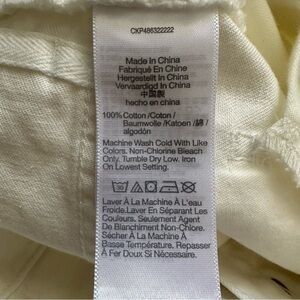 CKP486322222
Made In China
Fabriqué En Chine
Hergestellt In China
Vervaardigd In China
中国製
hecho en china
100% Cotton /Coton /
Baumwolle /Katoen / 綿 /
algodón
Machine Wash Cold With Like
Colors. Non-Chlorine Bleach
Only. Tumble Dry Low. Iron
On Lowest Setting.
30
Laver À La Machine À L'eau
Froide.Laver En Séparant Les
Couleurs. Seulement Agent
De Blanchiment Non-Chlore.
Sécher À La Machine À
Basse Température. Repasser
À Fer Doux Si Nécessaire.